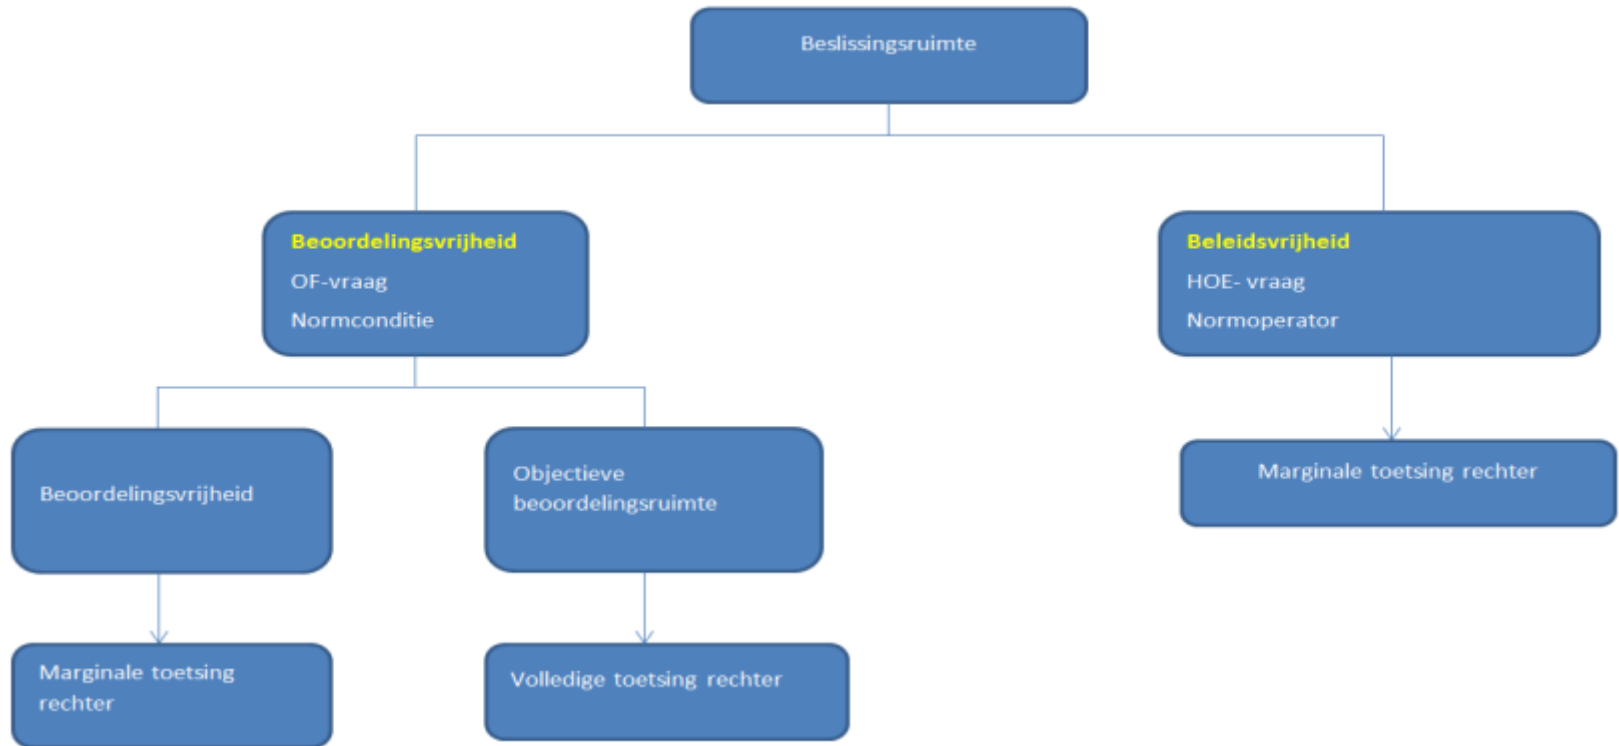 Beslissingsruimte
Beoordelingsvrijheid
OF-vraag
Normconditie
Beleidsvrijheid
HOE- vraag
Normoperator
Beoordelingsvrijheid
Objectieve
beoordelingsruimte
Marginale toetsing rechter
Marginale toetsing
rechter
Volledige toetsing rechter